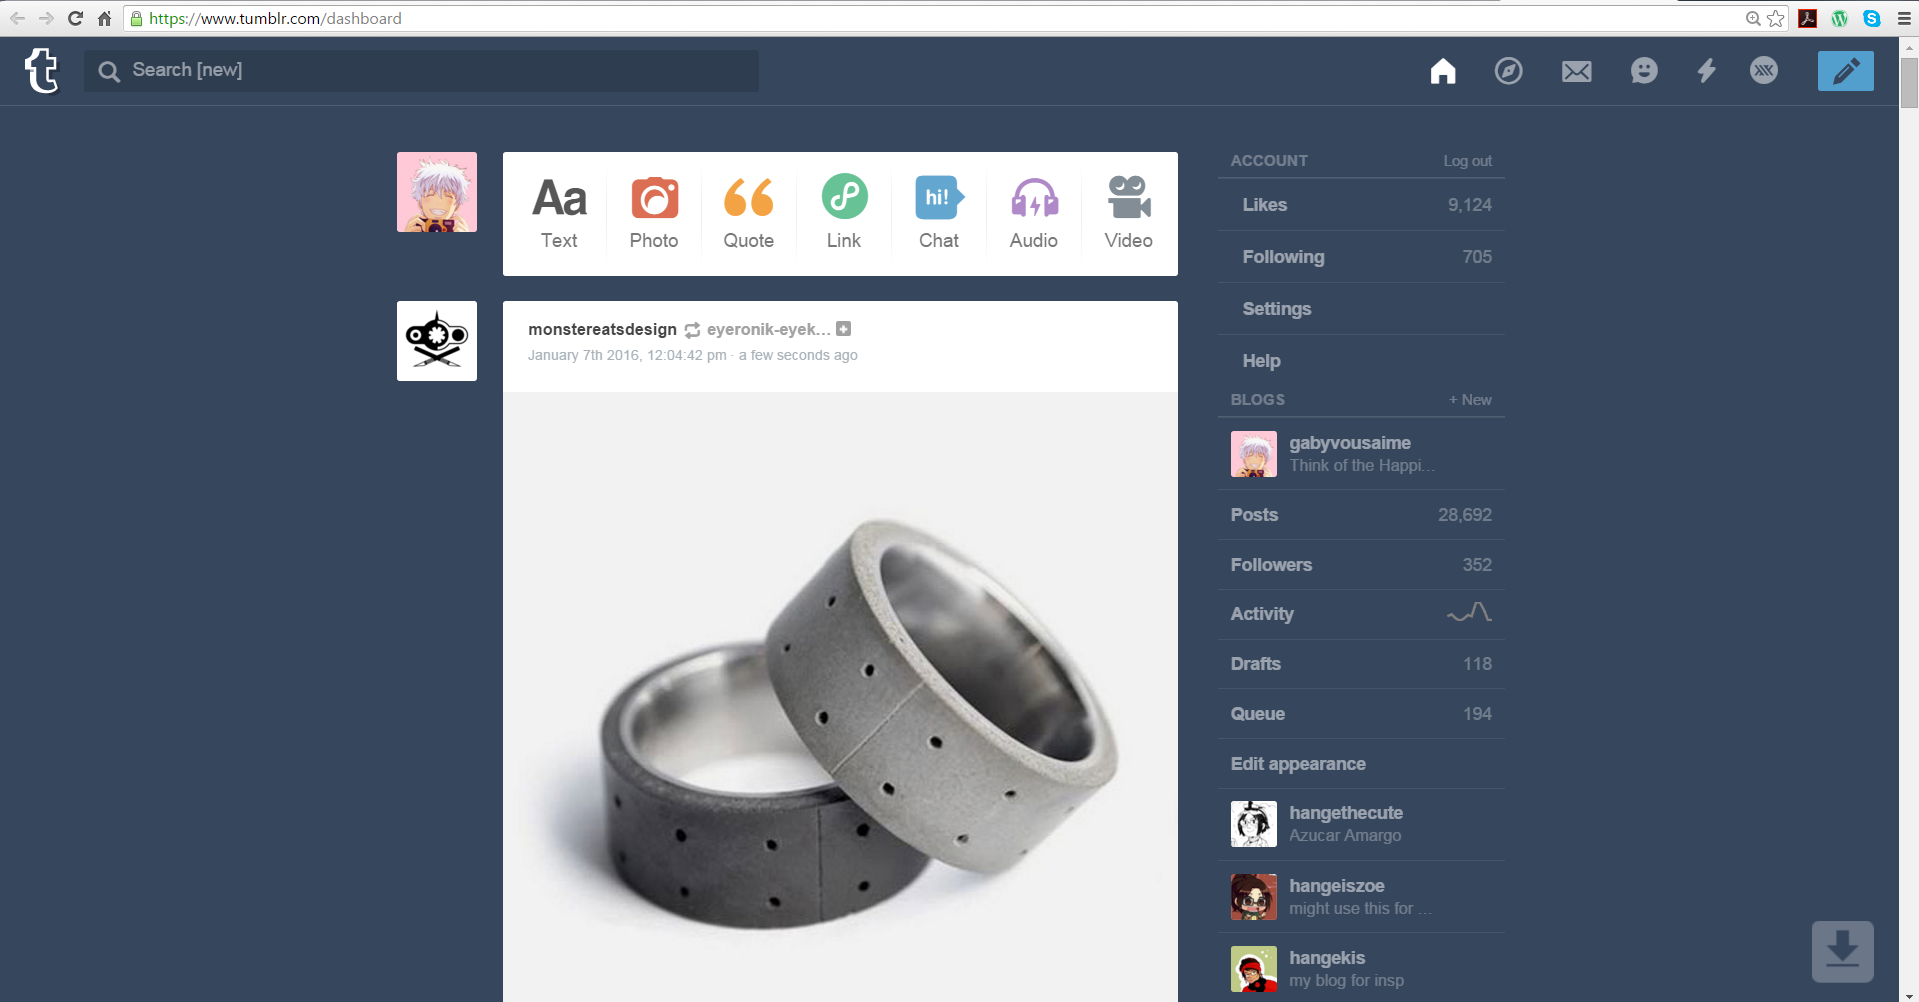 https://www.tumblr.com/dashboard
Search [new]
Aa
Text
Photo
Quote
Link
hi!
Chat
Audio
Video
monstereatsdesign eyeronik-eyek...
January 7th 2016, 12:04:42 pm · a few seconds ago
ACCOUNT Log out
Likes 9,124
Following 705
Settings
Help
BLOGS + New
gabyvousaime
Think of the Happi...
Posts 28,692
Followers 352
Activity
Drafts 118
Queue 194
Edit appearance
hangethecute
Azucar Amargo
hangeiszoe
might use this for ...
hangekis
my blog for insp